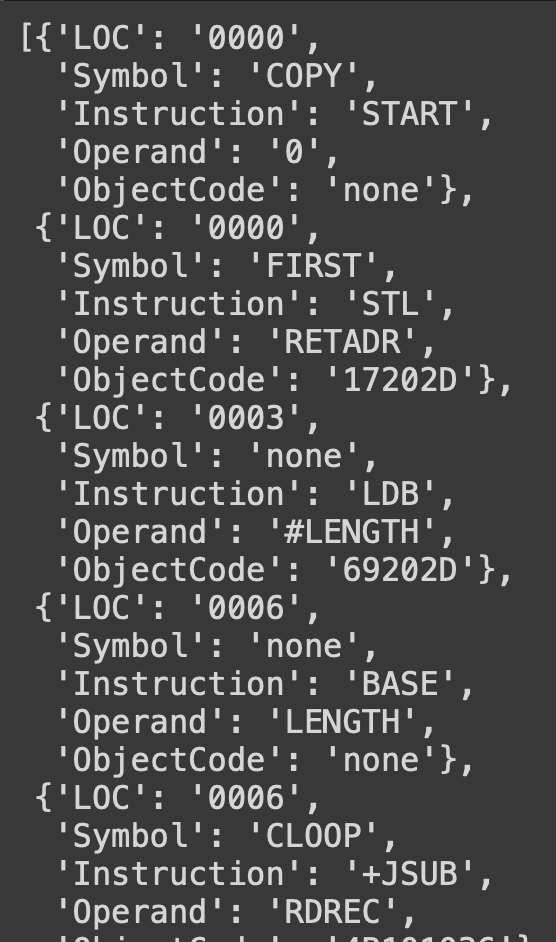 [{'LOC': '0000',
'Symbol': 'COPY',
'Instruction': 'START',
'Operand': '0',
'ObjectCode': 'none'},
{'LOC': '0000',
'Symbol': 'FIRST',
'Instruction': 'STL',
'Operand': 'RETADR',
'ObjectCode': '17202D'},
{'LOC': '0003',
'Symbol': 'none',
'Instruction': 'LDB',
'Operand': '#LENGTH',
'ObjectCode': '69202D'},
{'LOC': '0006',
'Symbol': 'none',
'Instruction': 'BASE',
'Operand': 'LENGTH',
'ObjectCode': 'none'},
{'LOC': '0006',
'Symbol': 'CLOOP',
'Instruction': '+JSUB',
'Operand': 'RDREC',
'ObjectCode':